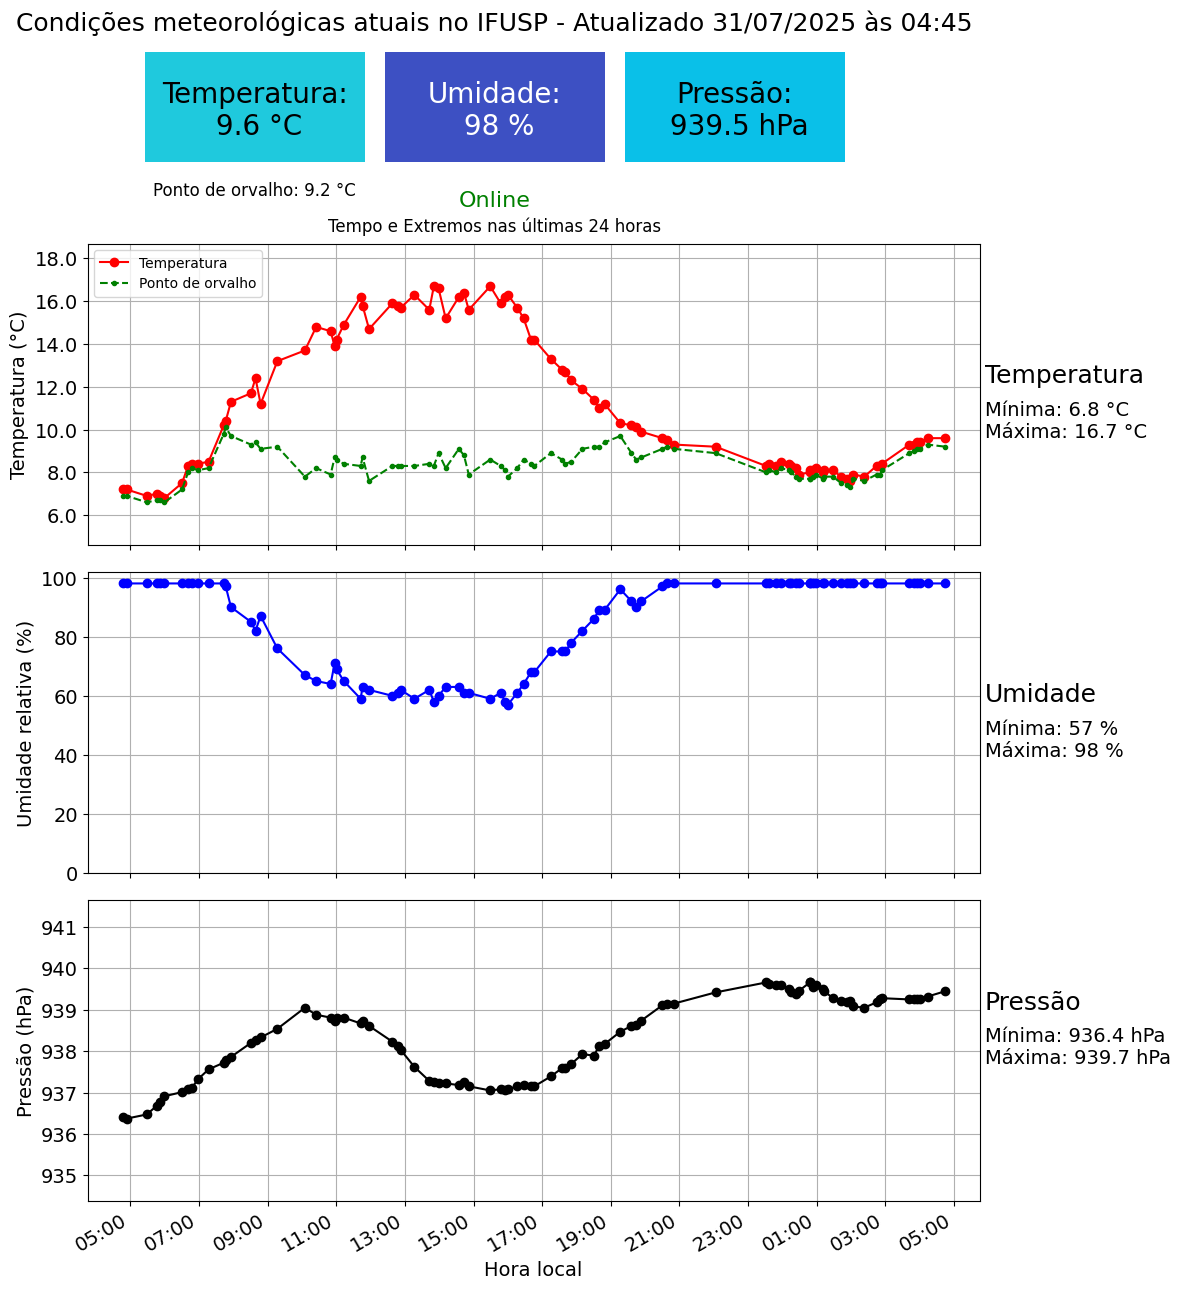 Condições meteorológicas atuais no IFUSP - Atualizado 31/07/2025 às 04:45
Temperatura:
9.6 °C
Umidade:
98 %
Pressão:
939.5 hPa
Ponto de orvalho: 9.2 °C
Online
Tempo e Extremos nas últimas 24 horas
Temperatura (°C)
18.0
16.0
14.0
12.0
10.0
8.0
6.0
Temperatura
Ponto de orvalho
Temperatura
Mínima: 6.8 °C
Máxima: 16.7 °C
Umidade relativa (%)
100
80
60
40
20
0
Umidade
Mínima: 57 %
Máxima: 98 %
Pressão (hPa)
941
940
939
938
937
936
935
Pressão
Mínima: 936.4 hPa
Máxima: 939.7 hPa
05:00
07:00
09:00
11:00
13:00
15:00
17:00
19:00
21:00
23:00
01:00
03:00
05:00
Hora local